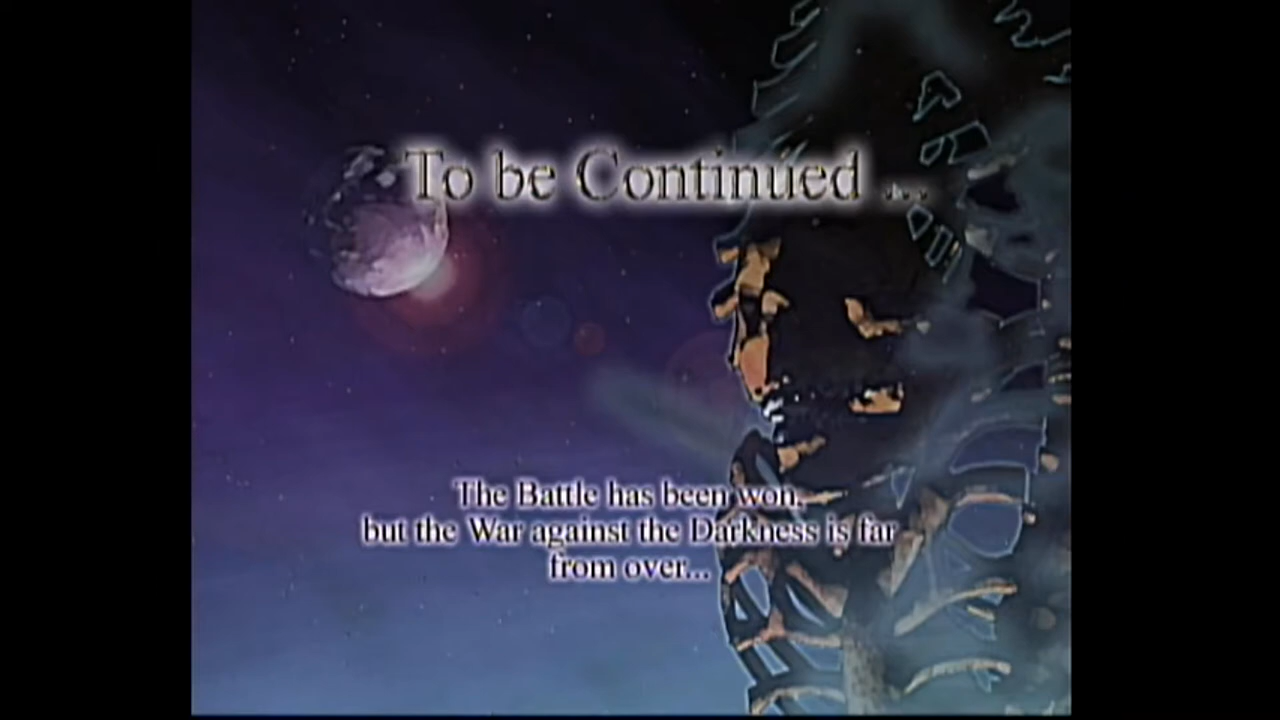 To be Continued ...
The Battle has been won,
but the War against the Darkness is far
from over...